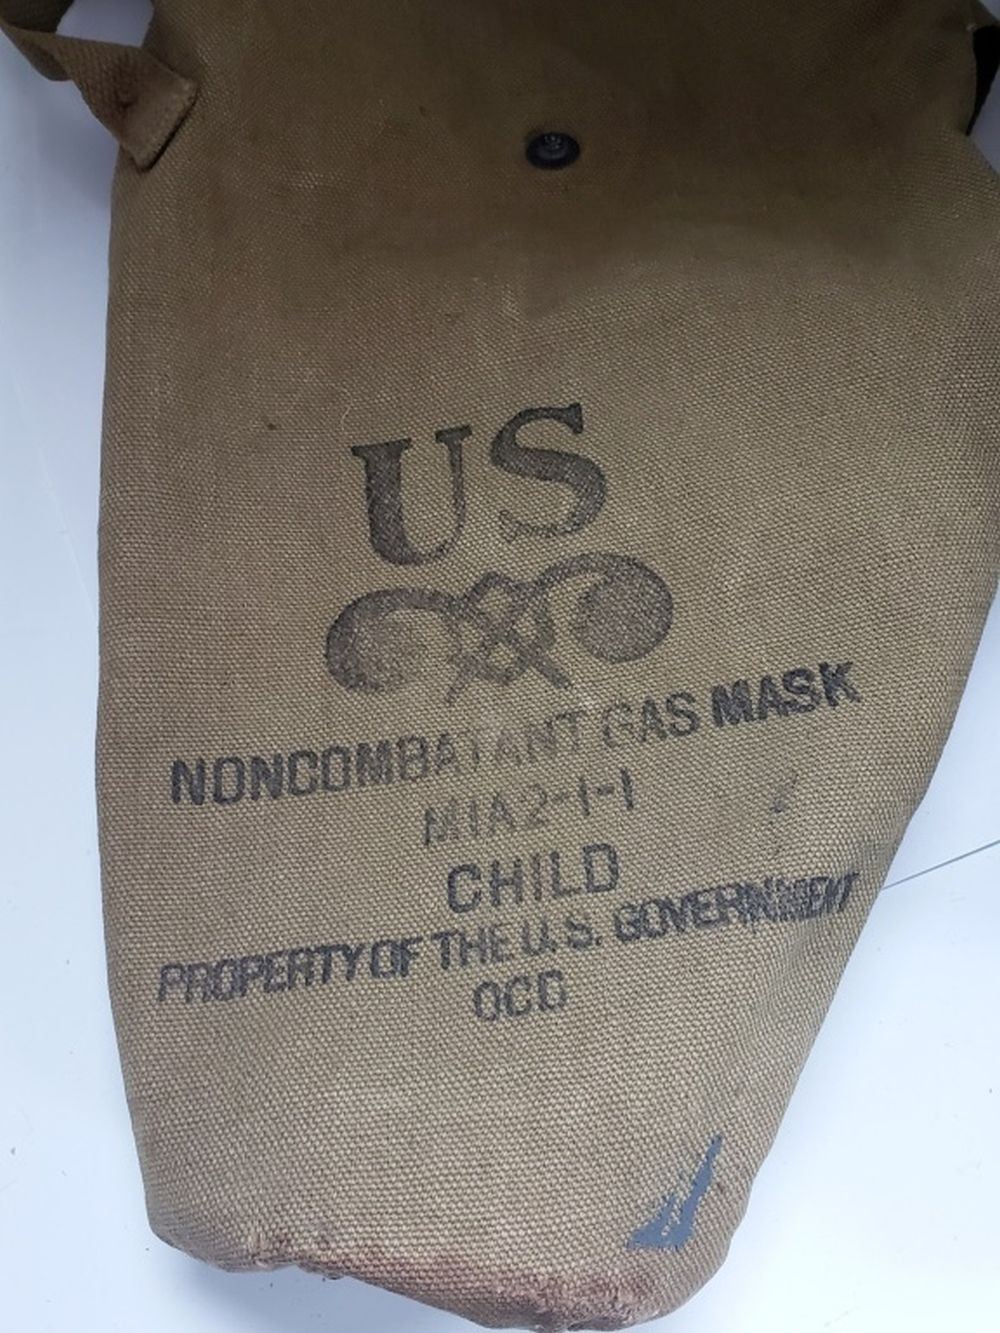 US
NONCOMBATANT GAS MASK
M1A2-1-1
CHILD
PROPERTY OF THE U.S. GOVERNMENT
OCD